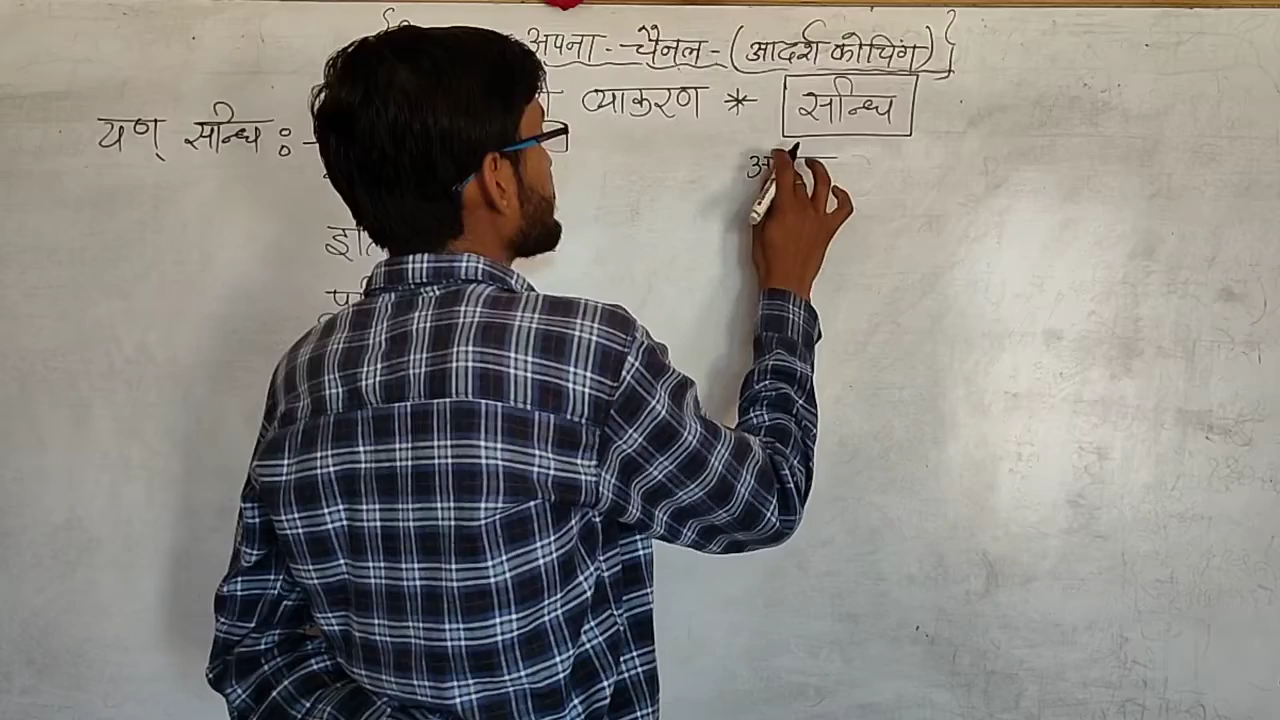 अपना - चैनल - (आदर्श कोचिंग) }
व्याकरण * सन्धि
यण् सन्धि :-